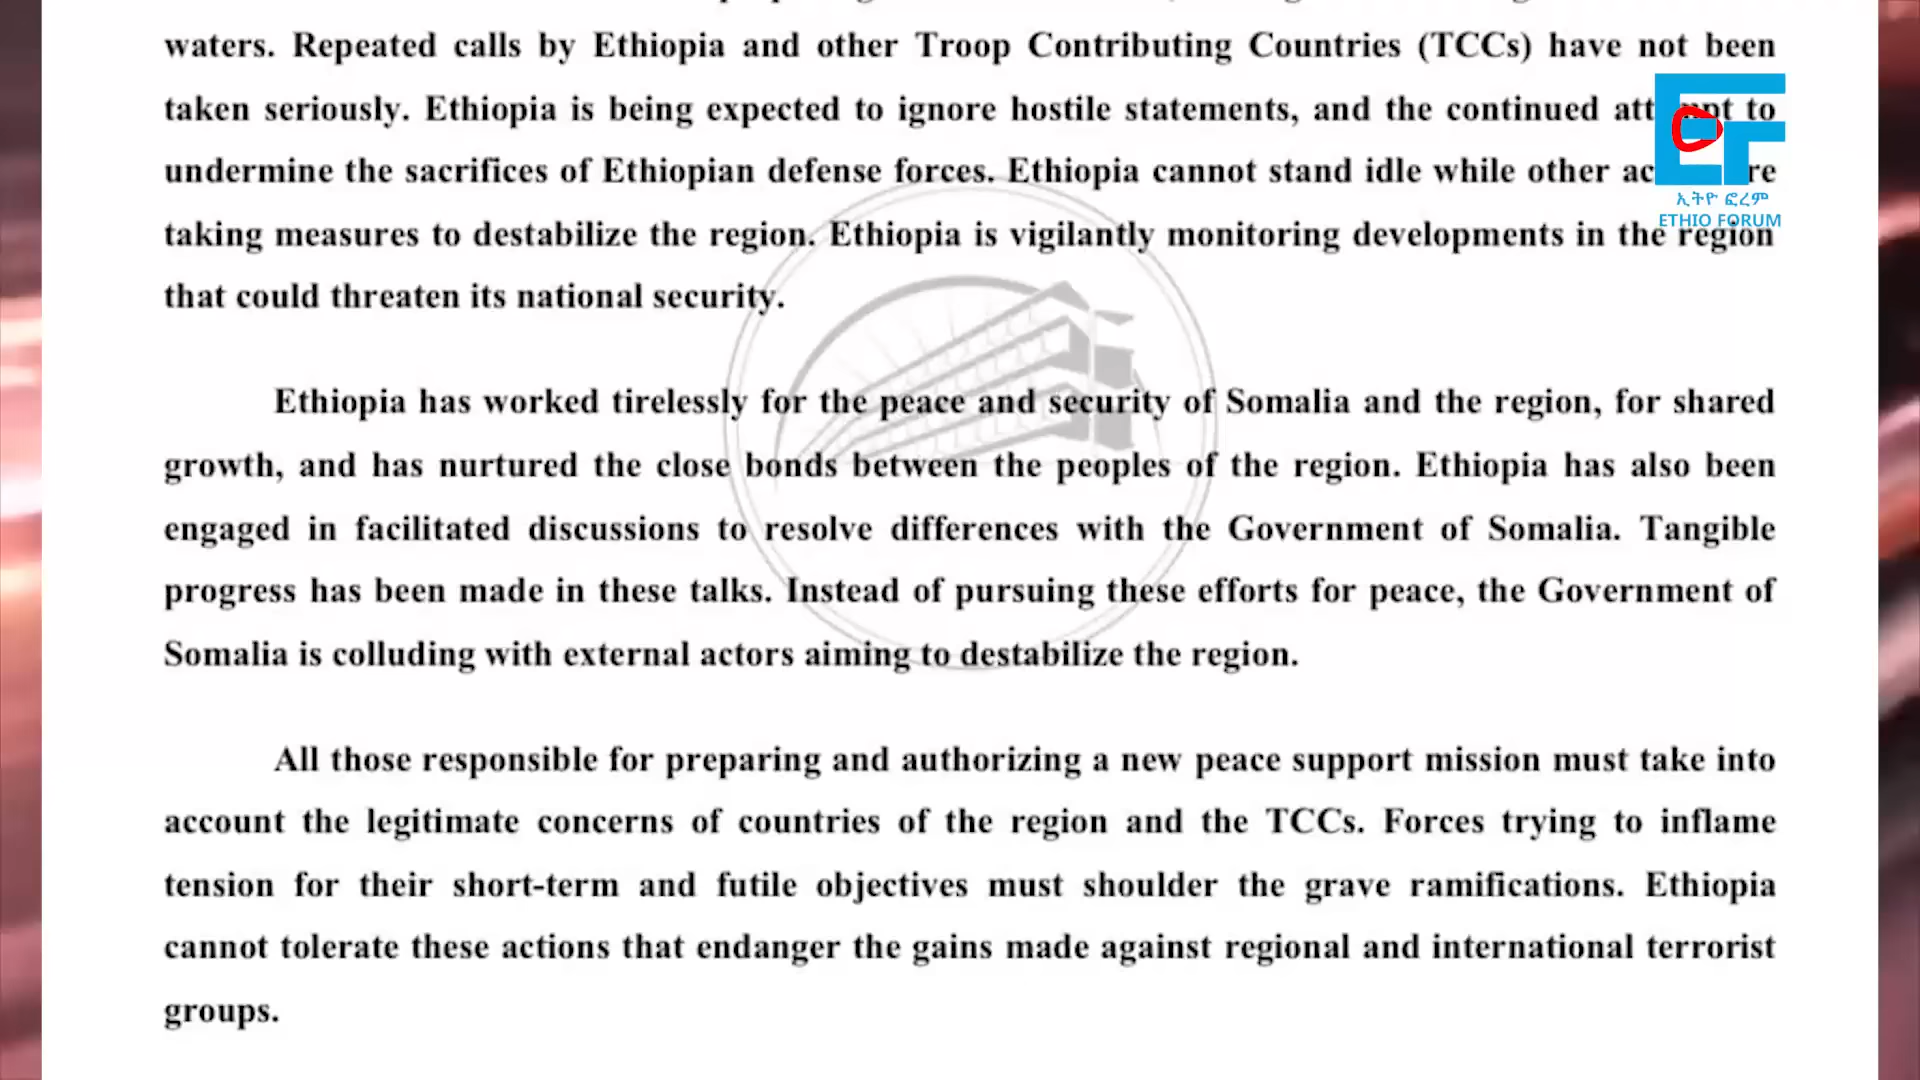 waters. Repeated calls by Ethiopia and other Troop Contributing Countries (TCCs) have not been
taken seriously. Ethiopia is being expected to ignore hostile statements, and the continued attempt to
undermine the sacrifices of Ethiopian defense forces. Ethiopia cannot stand idle while other
taking measures to destabilize the region. Ethiopia is vigilantly monitoring developments in the region
that could threaten its national security.
Ethiopia has worked tirelessly for the peace and security of Somalia and the region, for shared
growth, and has nurtured the close bonds between the peoples of the region. Ethiopia has also been
engaged in facilitated discussions to resolve differences with the Government of Somalia. Tangible
progress has been made in these talks. Instead of pursuing these efforts for peace, the Government of
Somalia is colluding with external actors aiming to destabilize the region.
All those responsible for preparing and authorizing a new peace support mission must take into
account the legitimate concerns of countries of the region and the TCCs. Forces trying to inflame
tension for their short-term and futile objectives must shoulder the grave ramifications. Ethiopia
cannot tolerate these actions that endanger the gains made against regional and international terrorist
groups.
EF
ኢትዮ ፎረም
ETHIO FORUM